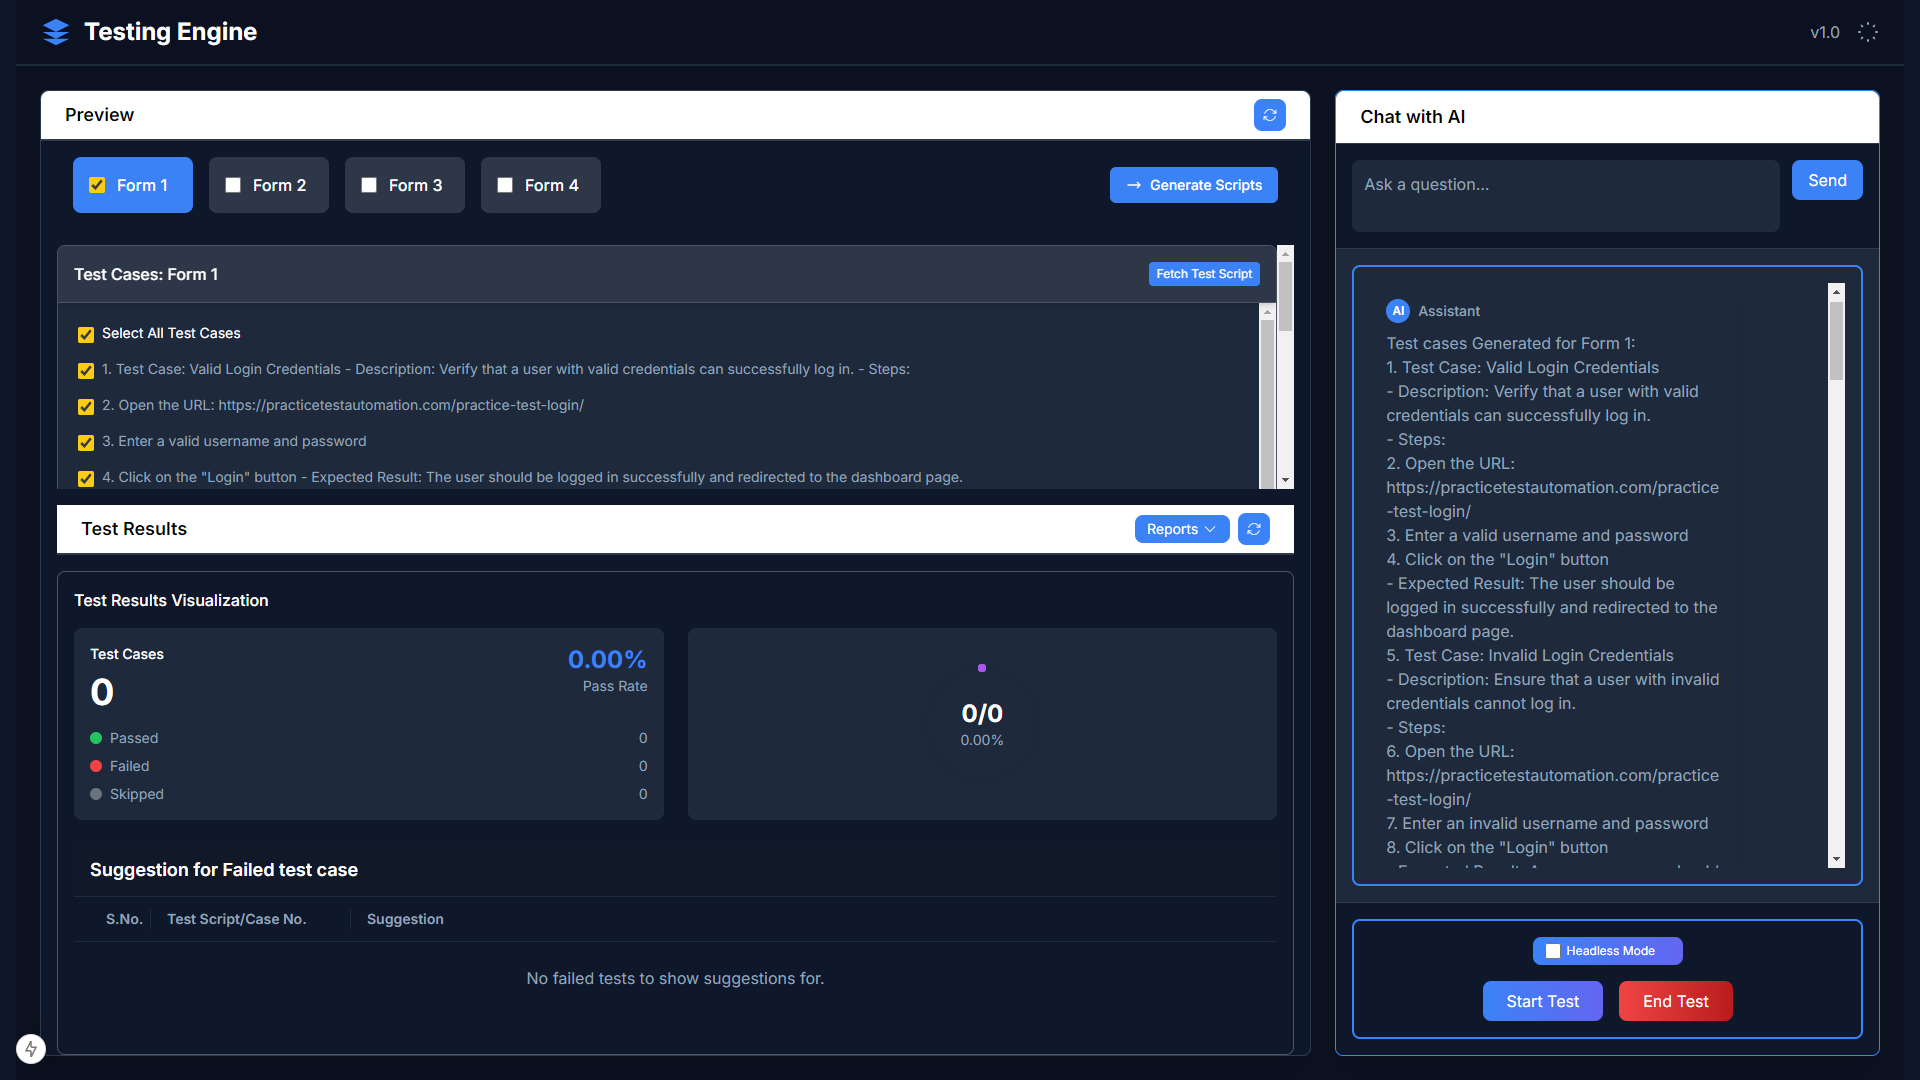 Testing Engine
v1.0
Preview
Form 1
Form 2
Form 3
Form 4
→ Generate Scripts
Test Cases: Form 1
Fetch Test Script
Select All Test Cases
1. Test Case: Valid Login Credentials - Description: Verify that a user with valid credentials can successfully log in. - Steps:
2. Open the URL: https://practicetestautomation.com/practice-test-login/
3. Enter a valid username and password
4. Click on the "Login" button - Expected Result: The user should be logged in successfully and redirected to the dashboard page.
Test Results
Reports
Test Results Visualization
Test Cases
0
0.00%
Pass Rate
Passed 0
Failed 0
Skipped 0
0/0
0.00%
Suggestion for Failed test case
S.No. Test Script/Case No. Suggestion
No failed tests to show suggestions for.
Chat with AI
Ask a question...
Send
AI Assistant
Test cases Generated for Form 1:
1. Test Case: Valid Login Credentials
- Description: Verify that a user with valid
credentials can successfully log in.
- Steps:
2. Open the URL:
https://practicetestautomation.com/practice
-test-login/
3. Enter a valid username and password
4. Click on the "Login" button
- Expected Result: The user should be
logged in successfully and redirected to the
dashboard page.
5. Test Case: Invalid Login Credentials
- Description: Ensure that a user with invalid
credentials cannot log in.
- Steps:
6. Open the URL:
https://practicetestautomation.com/practice
-test-login/
7. Enter an invalid username and password
8. Click on the "Login" button
Headless Mode
Start Test
End Test